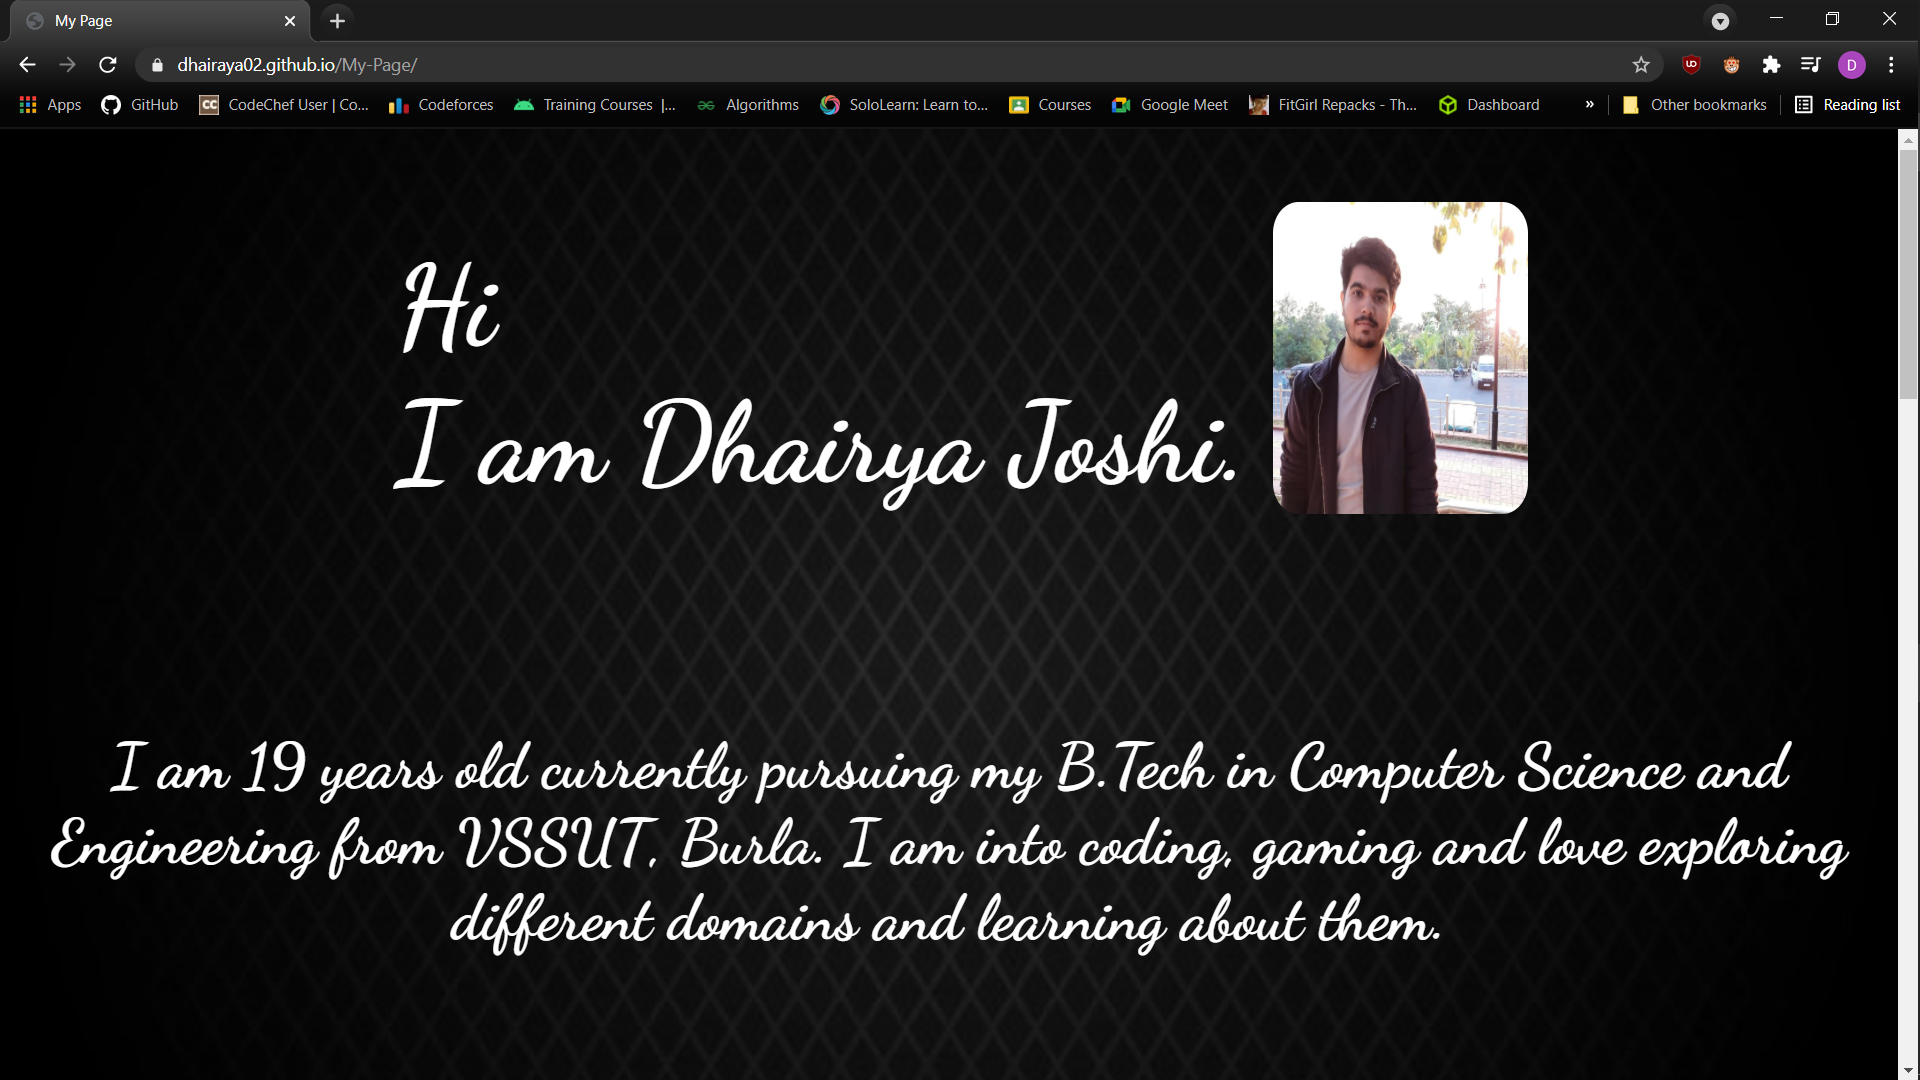 My Page
dhairaya02.github.io/My-Page/
D
Apps
GitHub
CC
CodeChef User | Co...
Codeforces
Training Courses |...
Algorithms
SoloLearn: Learn to...
Courses
Google Meet
FitGirl Repacks - Th...
Dashboard
»
Other bookmarks
Reading list
Hi
I am Dhairya Joshi.
I am 19 years old currently pursuing my B.Tech in Computer Science and
Engineering from VSSUT, Burla. I am into coding, gaming and love exploring
different domains and learning about them.